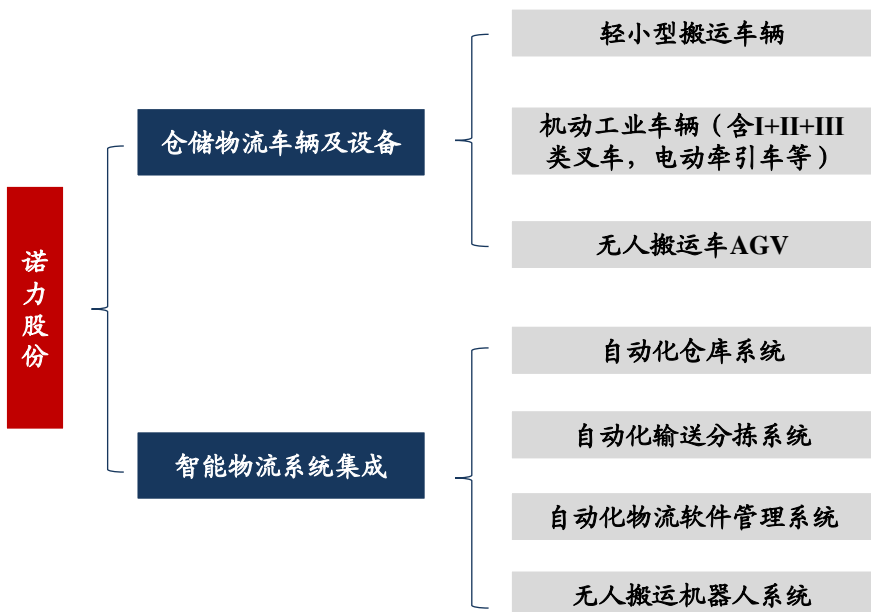 诺力股份
仓储物流车辆及设备
轻小型搬运车辆
机动工业车辆（含I+II+III
类叉车，电动牵引车等）
无人搬运车AGV
智能物流系统集成
自动化仓库系统
自动化输送分拣系统
自动化物流软件管理系统
无人搬运机器人系统